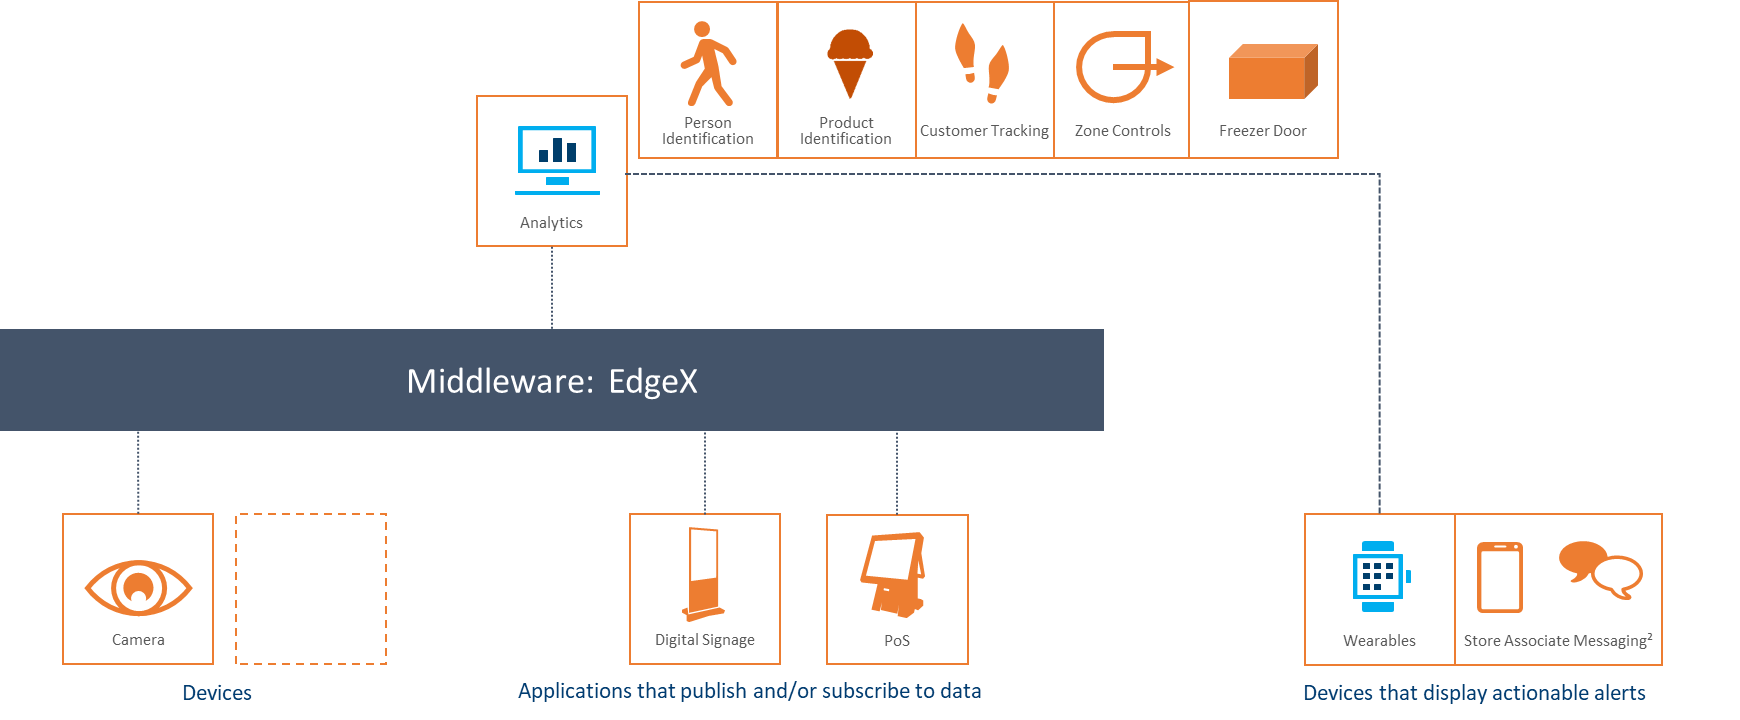 Person
Identification
Product
Identification
Customer Tracking
Zone Controls
Freezer Door
Analytics
Middleware: EdgeX
Camera
Digital Signage
PoS
Wearables
Store Associate Messaging²
Devices
Applications that publish and/or subscribe to data
Devices that display actionable alerts